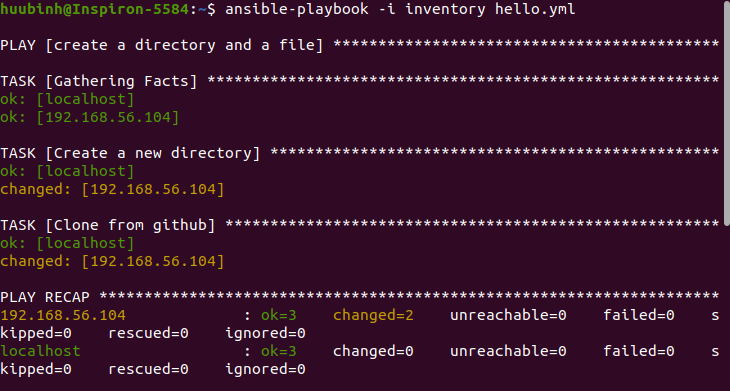 huubinh@Inspiron-5584:~$ ansible-playbook -i inventory hello.yml
PLAY [create a directory and a file] *******************************************
TASK [Gathering Facts] *********************************************************
ok: [localhost]
ok: [192.168.56.104]
TASK [Create a new directory] **************************************************
ok: [localhost]
changed: [192.168.56.104]
TASK [Clone from github] *******************************************************
ok: [localhost]
changed: [192.168.56.104]
PLAY RECAP *********************************************************************
192.168.56.104             : ok=3    changed=2    unreachable=0    failed=0    s
kipped=0    rescued=0    ignored=0
localhost                  : ok=3    changed=0    unreachable=0    failed=0    s
kipped=0    rescued=0    ignored=0